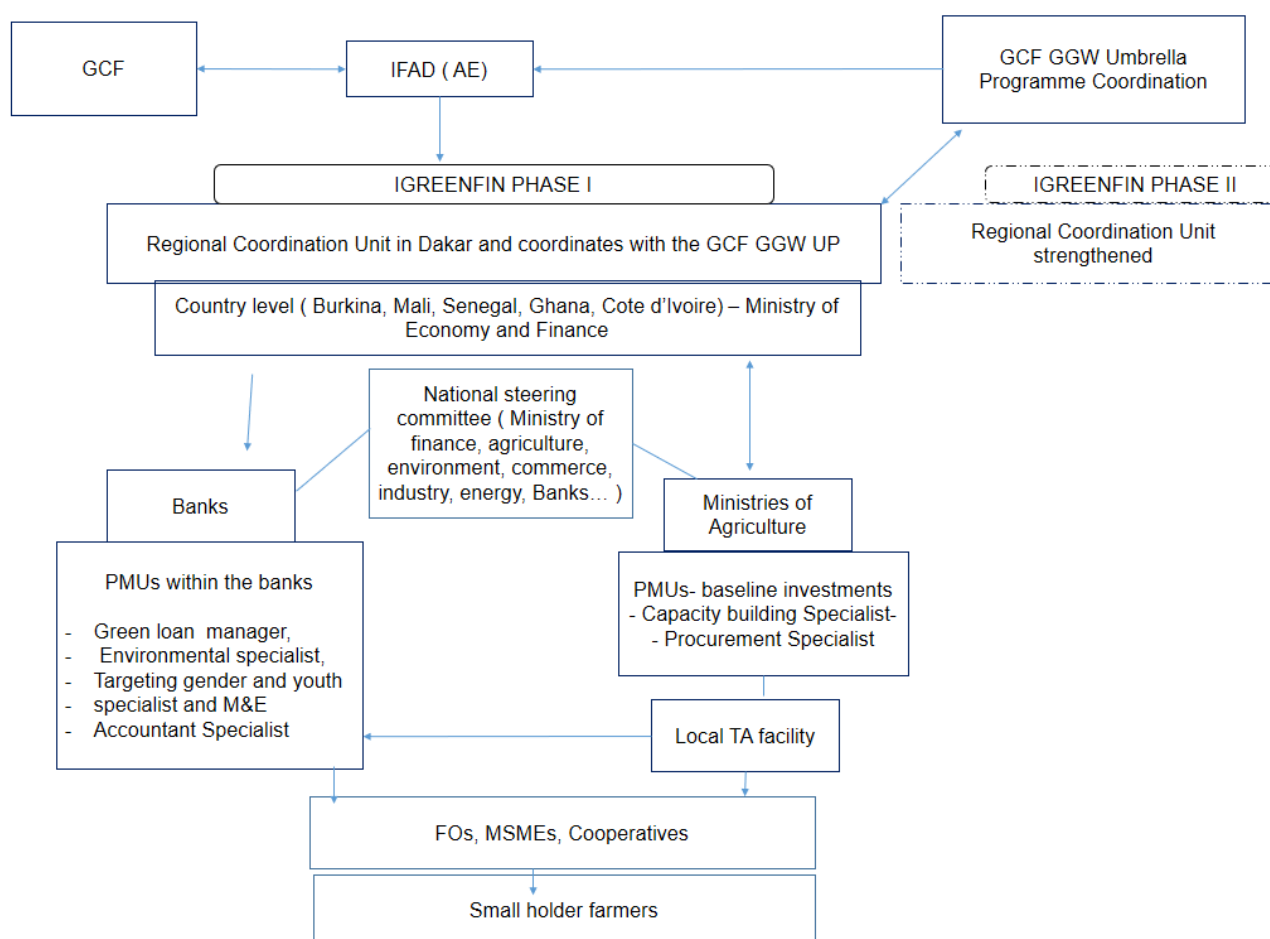 GCF
IFAD ( AE)
GCF GGW Umbrella
Programme Coordination
IGREENFIN PHASE I
IGREENFIN PHASE II
Regional Coordination Unit in Dakar and coordinates with the GCF GGW UP
Regional Coordination Unit
strengthened
Country level ( Burkina, Mali, Senegal, Ghana, Cote d’Ivoire) – Ministry of
Economy and Finance
National steering
committee ( Ministry of
finance, agriculture,
environment, commerce,
industry, energy, Banks… )
Banks
Ministries of
Agriculture
PMUs within the banks
- Green loan manager,
- Environmental specialist,
- Targeting gender and youth
- specialist and M&E
- Accountant Specialist
PMUs- baseline investments
- Capacity building Specialist-
- Procurement Specialist
Local TA facility
FOs, MSMEs, Cooperatives
Small holder farmers